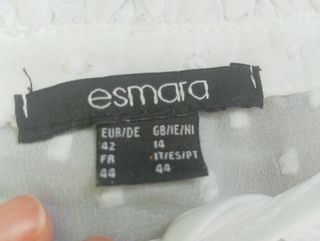 esmara
EUR/DE GB/IE/NI
42 14
FR IT/ES/PT
44 44